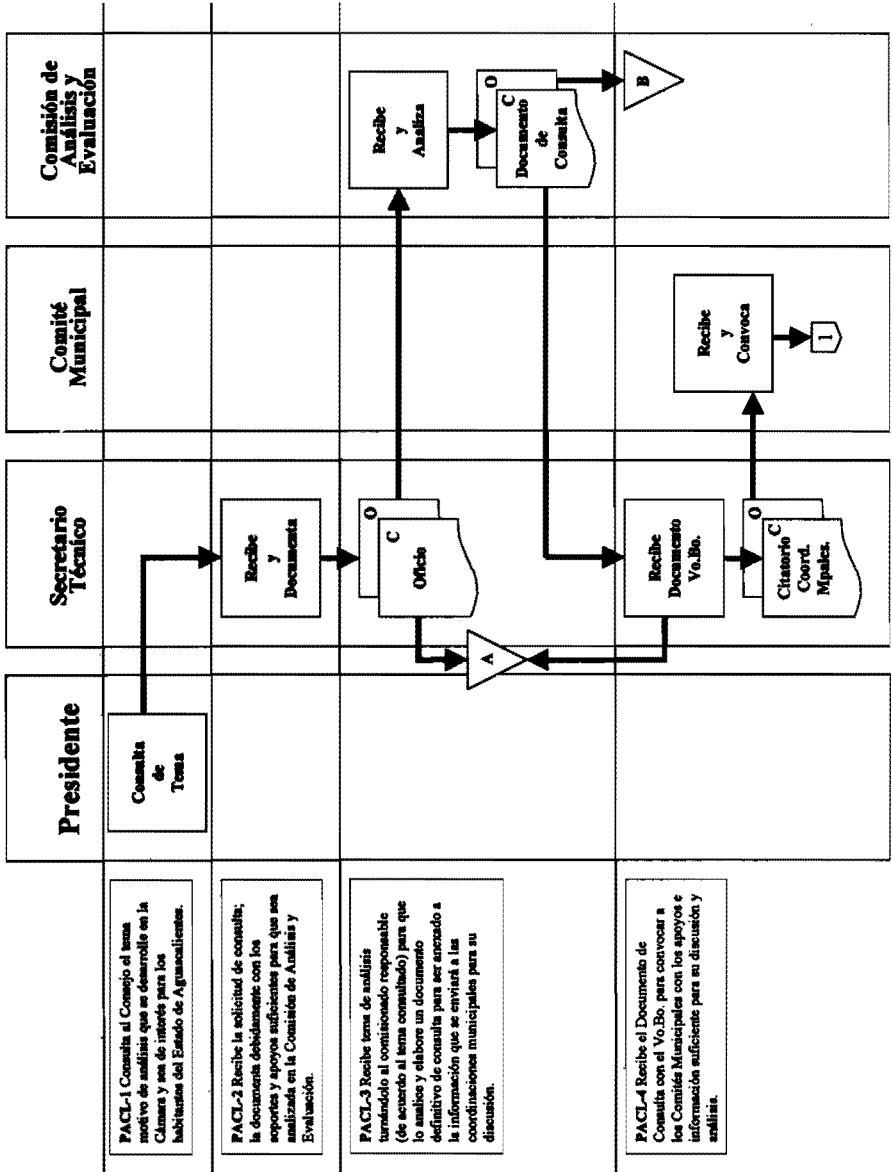 Presidente
Secretario
Técnico
Comité
Municipal
Comisión de
Análisis y
Evaluación
PACL-1 Consulta al Consejo el tema
motivo de análisis que se desarrolle en la
Cámara y sea de interés para los
habitantes del Estado de Aguascalientes.
Consulta
de
Tema
PACL-2 Recibe la solicitud de consulta;
la documenta debidamente con los
soportes y apoyos suficientes para que sea
analizada en la Comisión de Análisis y
Evaluación.
Recibe
y
Documenta
PACL-3 Recibe tema de análisis
turnándolo al comisionado responsable
(de acuerdo al tema consultado) para que
lo analice y elabore un documento
definitivo de consulta para ser anexado a
la información que se enviará a las
coordinaciones municipales para su
discusión.
O
C
Oficio
A
Recibe
y
Analiza
O
C
Documento
de
Consulta
PACL-4 Recibe el Documento de
Consulta con el Vo.Bo. para convocar a
los Comités Municipales con los apoyos e
información suficiente para su discusión y
análisis.
Recibe
Documento
Vo.Bo.
O
C
Citatorio
Coord.
Mpales.
Recibe
y
Convoca
1
B